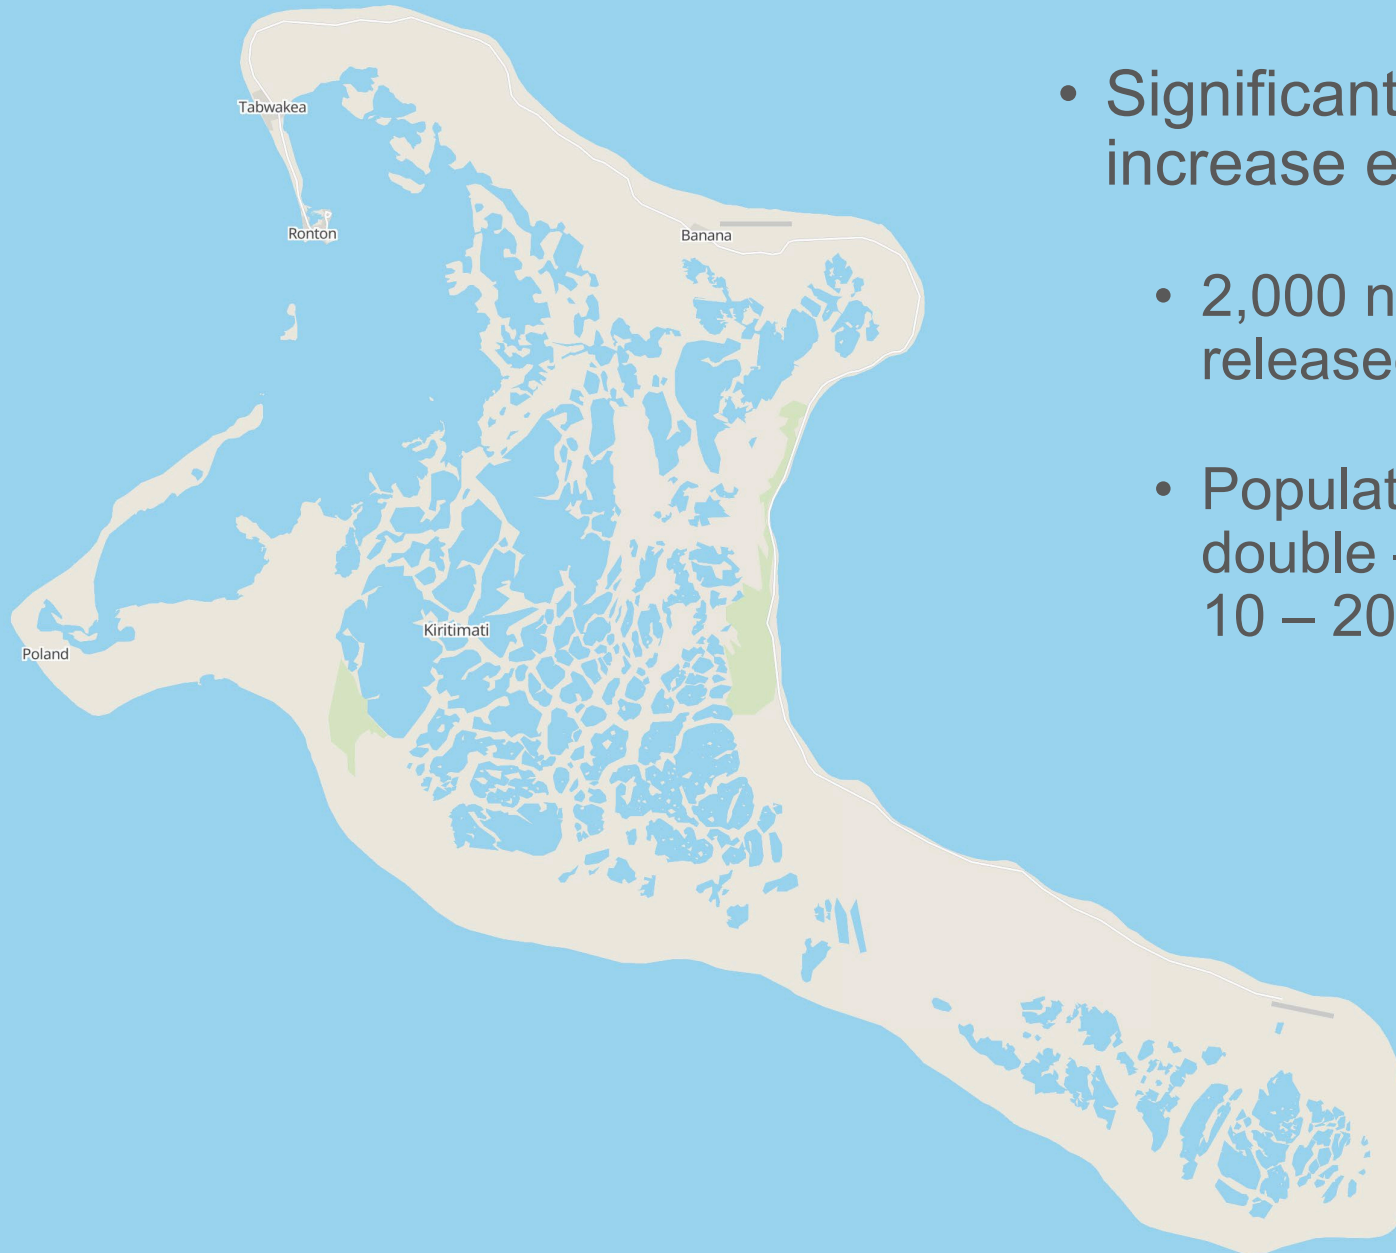 Tabwakea
Ronton
Banana
Kiritimati
Poland
• Significant
increase e
• 2,000 n
release
• Populat
double -
10 – 20